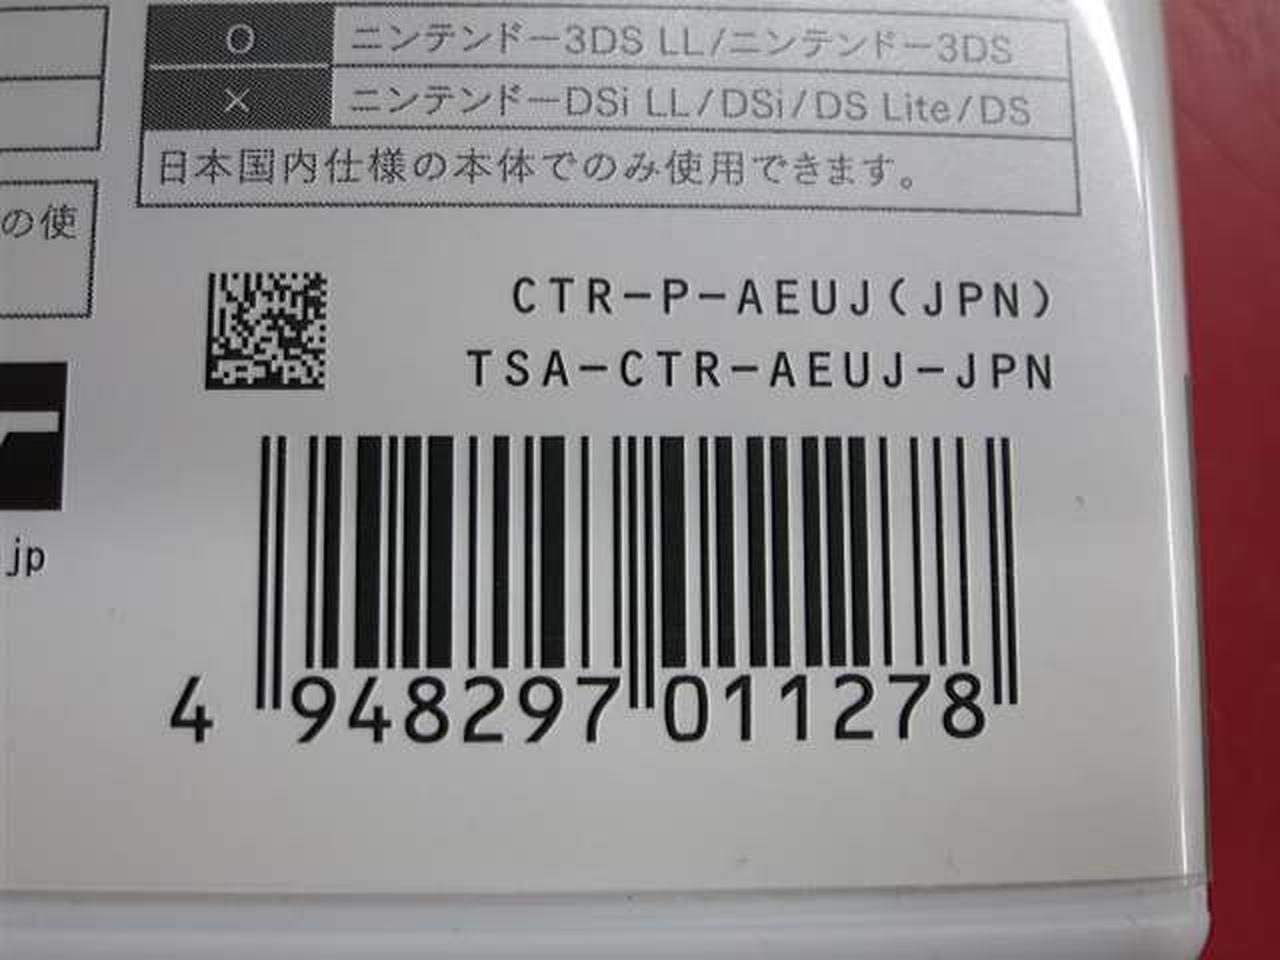 ○ ニンテンドー3DS LL/ニンテンドー3DS
× ニンテンドーDSi LL/DSi/DS Lite/DS
日本国内仕様の本体でのみ使用できます。
の使
CTR-P-AEUJ(JPN)
TSA-CTR-AEUJ-JPN
.jp
4 948297 011278